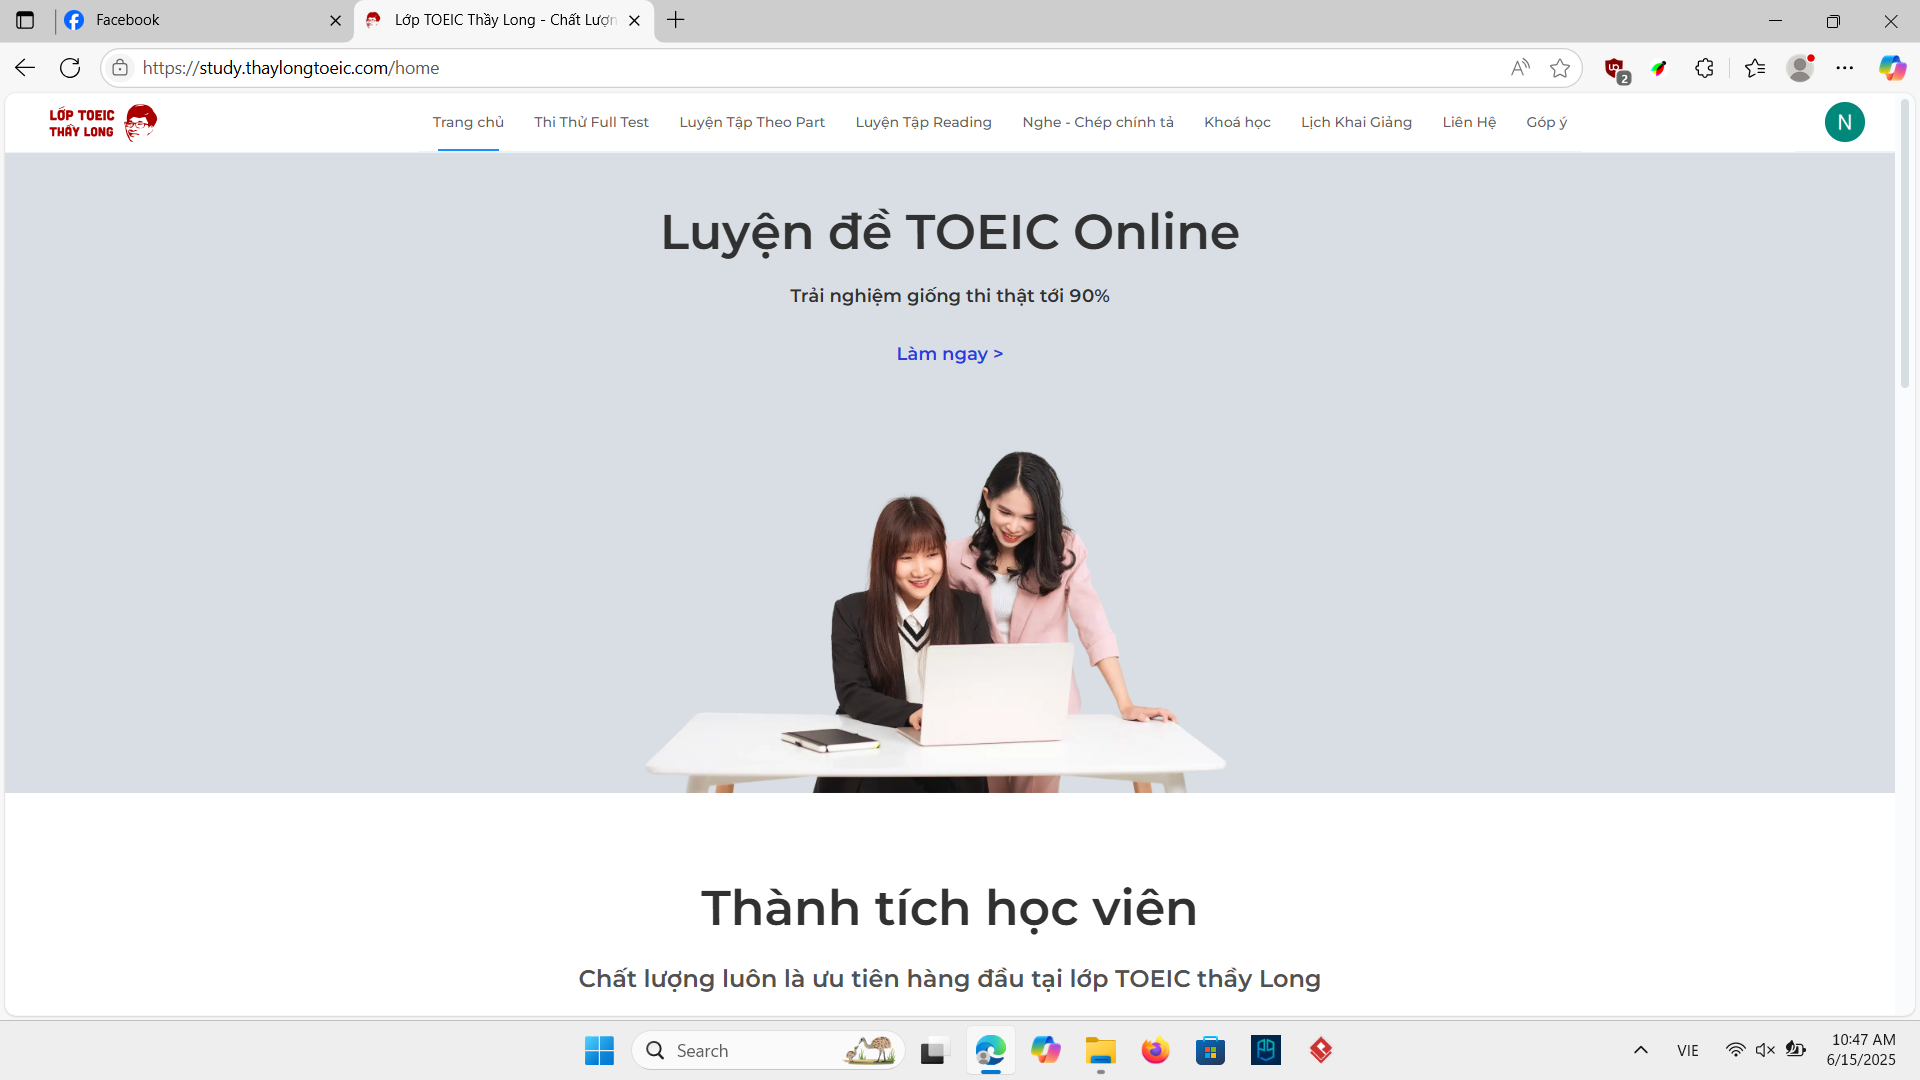 Facebook
Lớp TOEIC Thầy Long - Chất Lượn
https://study.thaylongtoeic.com/home
2
LỚP TOEIC
THẦY LONG
Trang chủ
Thi Thử Full Test
Luyện Tập Theo Part
Luyện Tập Reading
Nghe - Chép chính tả
Khoá học
Lịch Khai Giảng
Liên Hệ
Góp ý
N
Luyện đề TOEIC Online
Trải nghiệm giống thi thật tới 90%
Làm ngay >
Thành tích học viên
Chất lượng luôn là ưu tiên hàng đầu tại lớp TOEIC thầy Long
Search
VIE
10:47 AM
6/15/2025